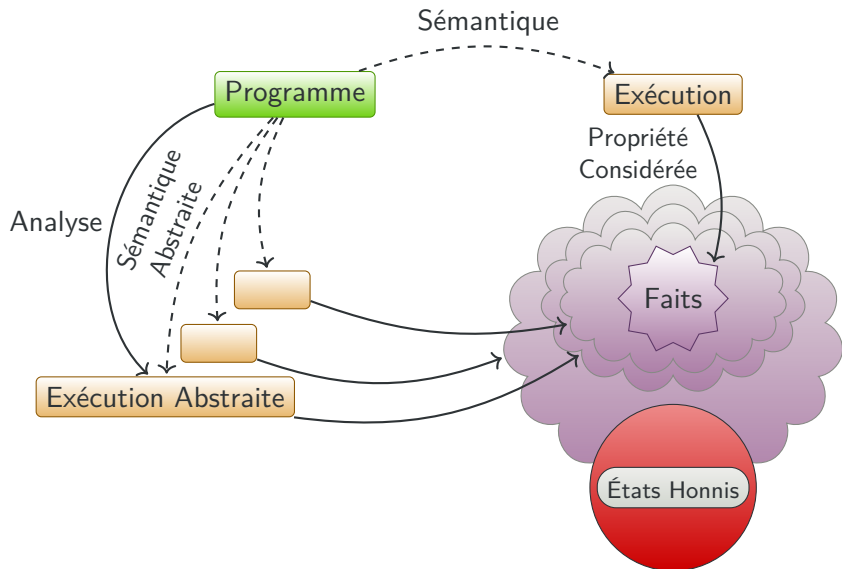 Sémantique
Programme
Exécution
Propriété
Considérée
Analyse
Sémantique
Abstraite
Faits
Exécution Abstraite
États Honnis